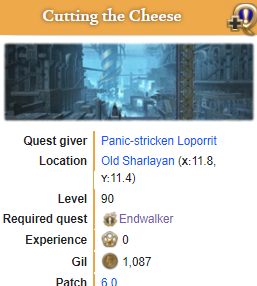 Cutting the Cheese
Quest giver Panic-stricken Loporrit
Location Old Sharlayan (X:11.8,
Y:11.4)
Level 90
Required quest Endwalker
Experience 0
Gil 1,087
Patch 6.0